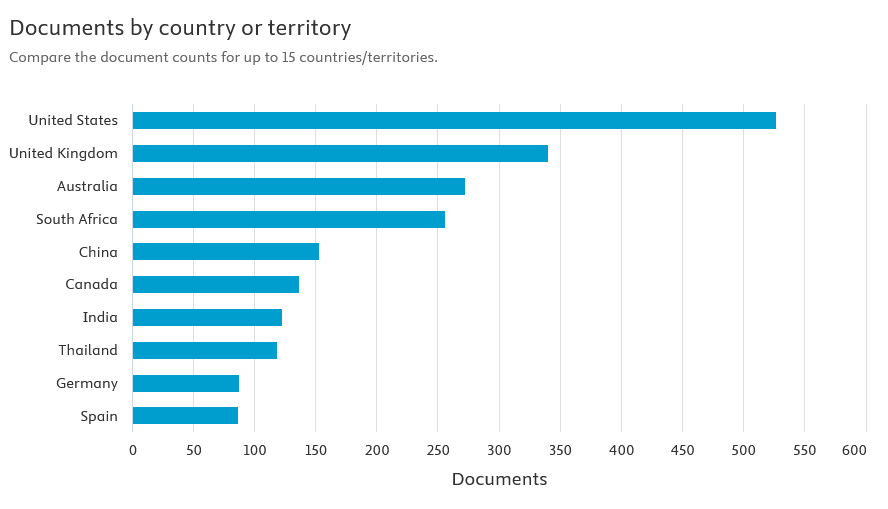 Documents by country or territory
Compare the document counts for up to 15 countries/territories.
United States
United Kingdom
Australia
South Africa
China
Canada
India
Thailand
Germany
Spain
0 50 100 150 200 250 300 350 400 450 500 550 600
Documents